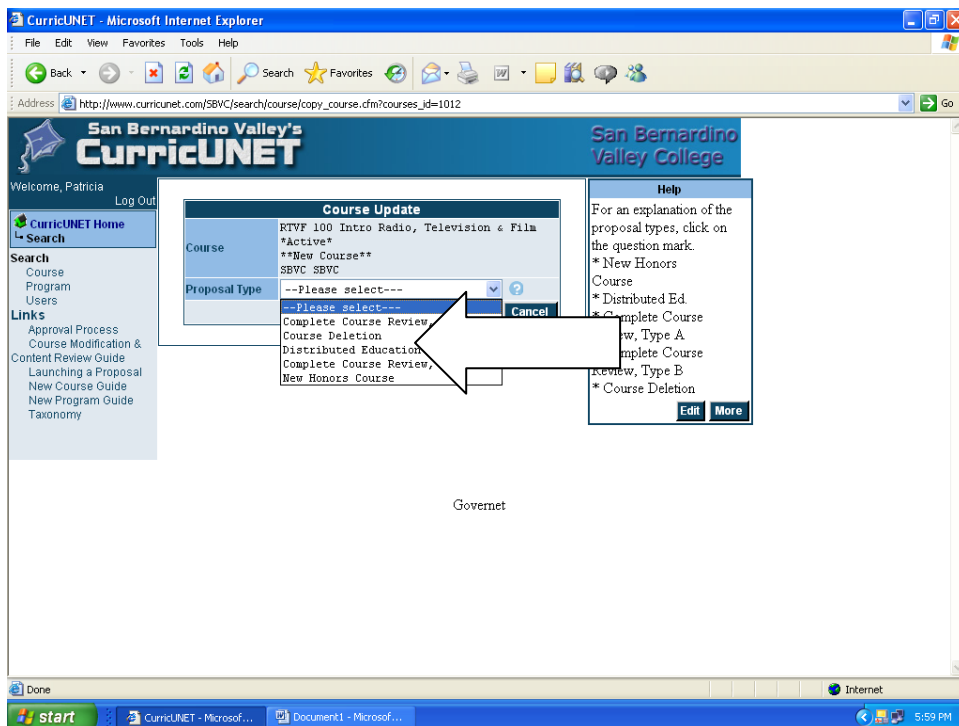 CurricUNET - Microsoft Internet Explorer
File Edit View Favorites Tools Help
Back Search Favorites
Address http://www.curricunet.com/SBVC/search/course/copy_course.cfm?courses_id=1012 Go
San Bernardino Valley's
CurricUNET
San Bernardino
Valley College
Welcome, Patricia
Log Out
CurricUNET Home
Search
Search
Course
Program
Users
Links
Approval Process
Course Modification &
Content Review Guide
Launching a Proposal
New Course Guide
New Program Guide
Taxonomy
Course Update
Course
RTVF 100 Intro Radio, Television & Film
*Active*
**New Course**
SBVC SBVC
Proposal Type --Please select---
--Please select---
Complete Course Review,
Course Deletion
Distributed Education
Complete Course Review,
New Honors Course
Cancel
Help
For an explanation of the
proposal types, click on
the question mark.
* New Honors
Course
* Distributed Ed.
* Complete Course
Type A
Complete Course
Review, Type B
* Course Deletion
Edit More
Governet
Done
Internet
start
CurricUNET - Microsof...
Document1 - Microsof...
5:59 PM